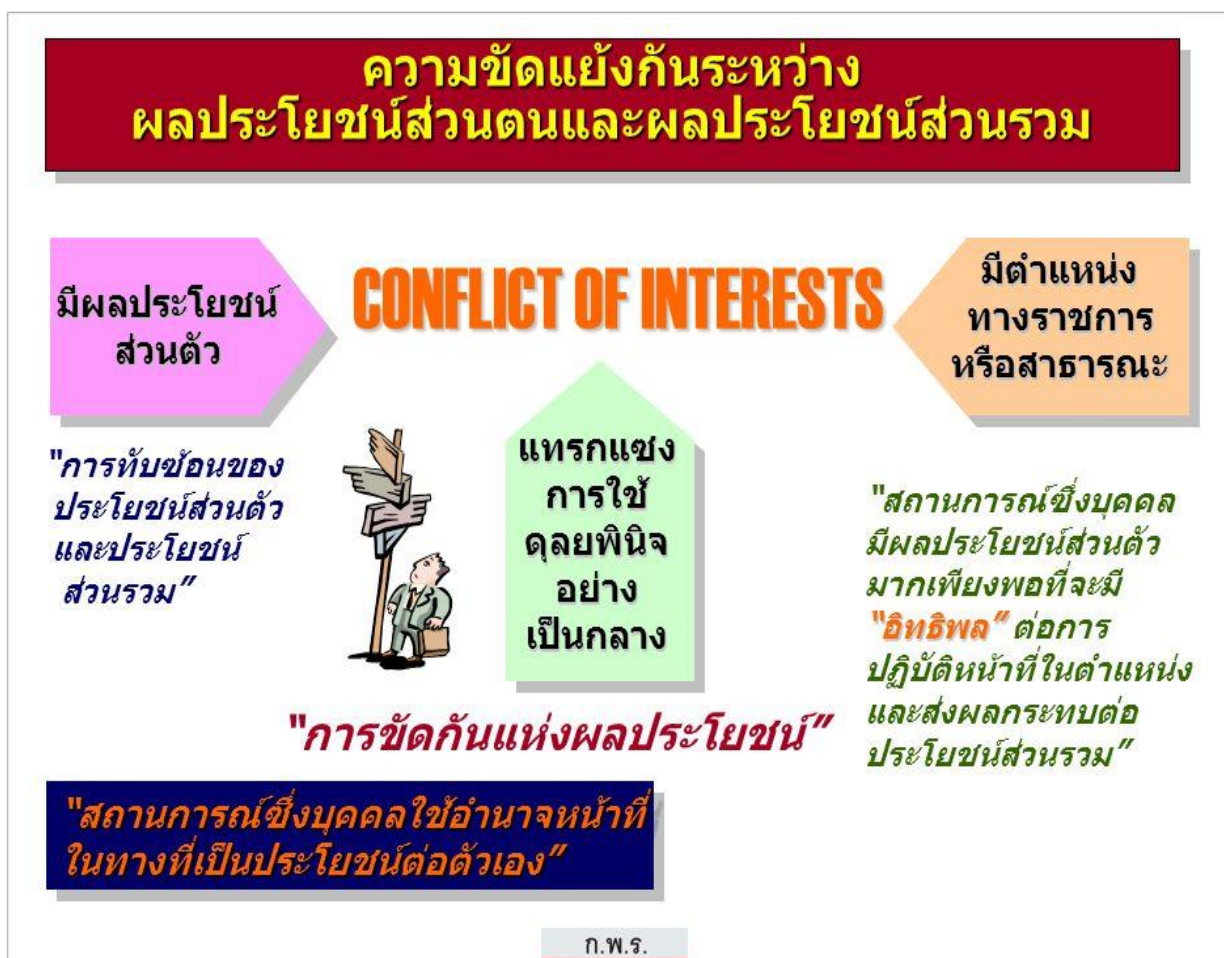 ความขัดแย้งกันระหว่าง
ผลประโยชน์ส่วนตนและผลประโยชน์ส่วนรวม
มีผลประโยชน์
ส่วนตัว
CONFLICT OF INTERESTS
มีตำแหน่ง
ทางราชการ
หรือสาธารณะ
"การทับซ้อนของ
ประโยชน์ส่วนตัว
และประโยชน์
ส่วนรวม"
แทรกแซง
การใช้
ดุลยพินิจ
อย่าง
เป็นกลาง
"สถานการณ์ซึ่งบุคคล
มีผลประโยชน์ส่วนตัว
มากเพียงพอที่จะมี
"อิทธิพล" ต่อการ
ปฏิบัติหน้าที่ในตำแหน่ง
และส่งผลกระทบต่อ
ประโยชน์ส่วนรวม"
"การขัดกันแห่งผลประโยชน์"
"สถานการณ์ซึ่งบุคคลใช้อำนาจหน้าที่
ในทางที่เป็นประโยชน์ต่อตัวเอง"
ก.พ.ร.